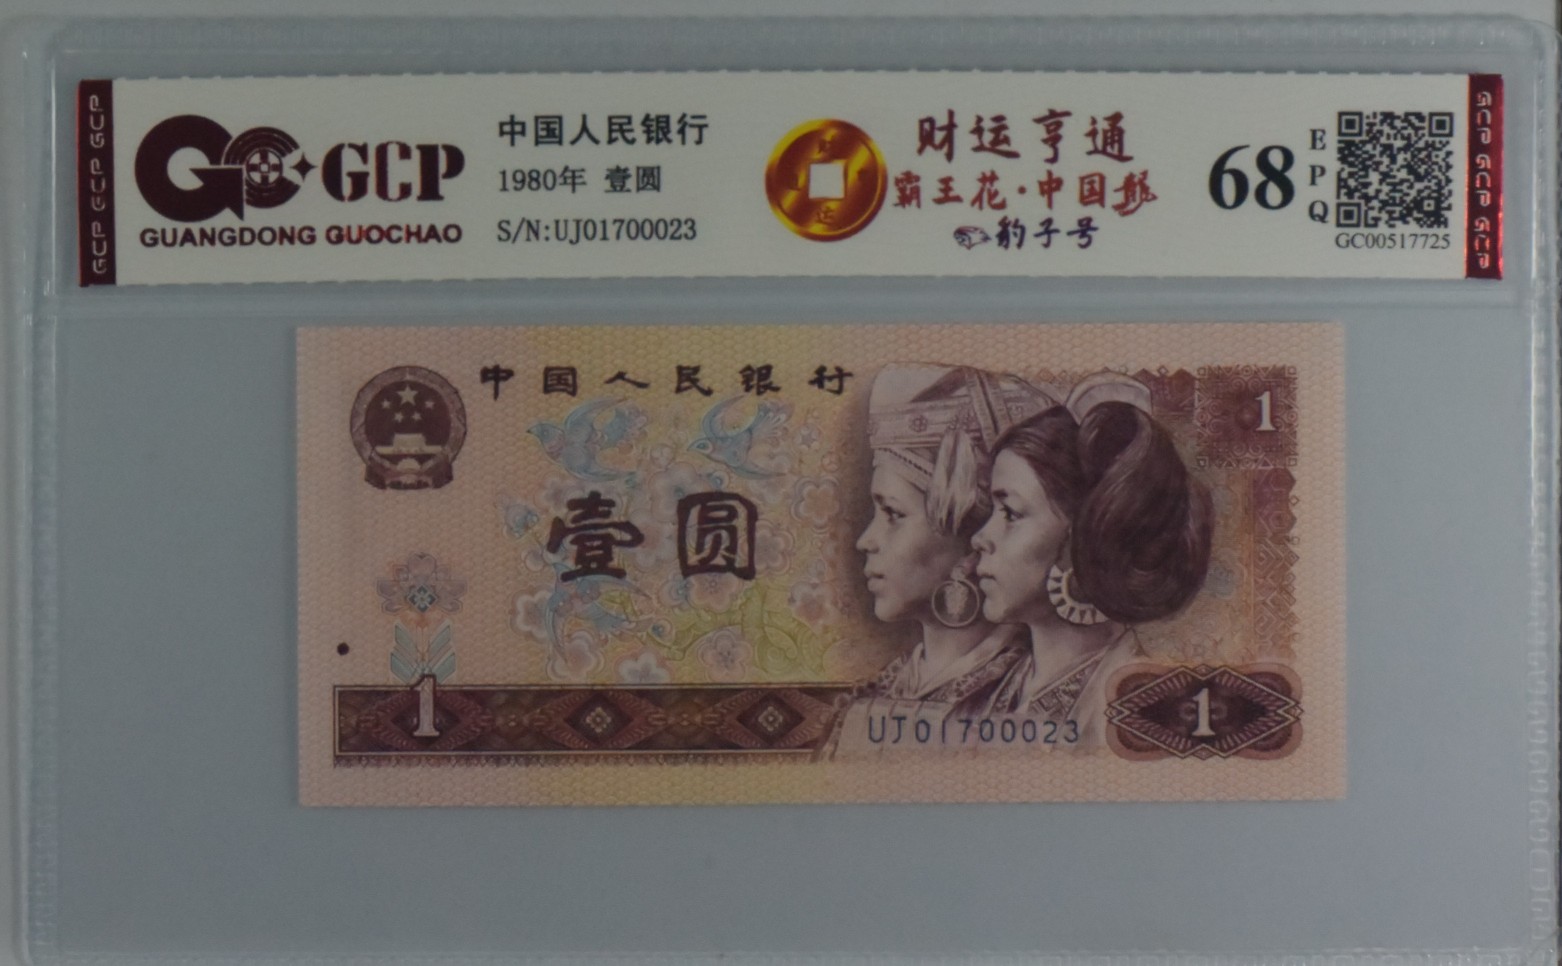 GCP GCP GCP
GCP
GUANGDONG GUOCHAO
中国人民银行
1980年 壹圆
S/N:UJ01700023
财运亨通
霸王花·中国龍
豹子号
68
EPQ
GC00517725
GCP GCP GCP
中国人民银行
1
壹圆
1
UJ01700023
1